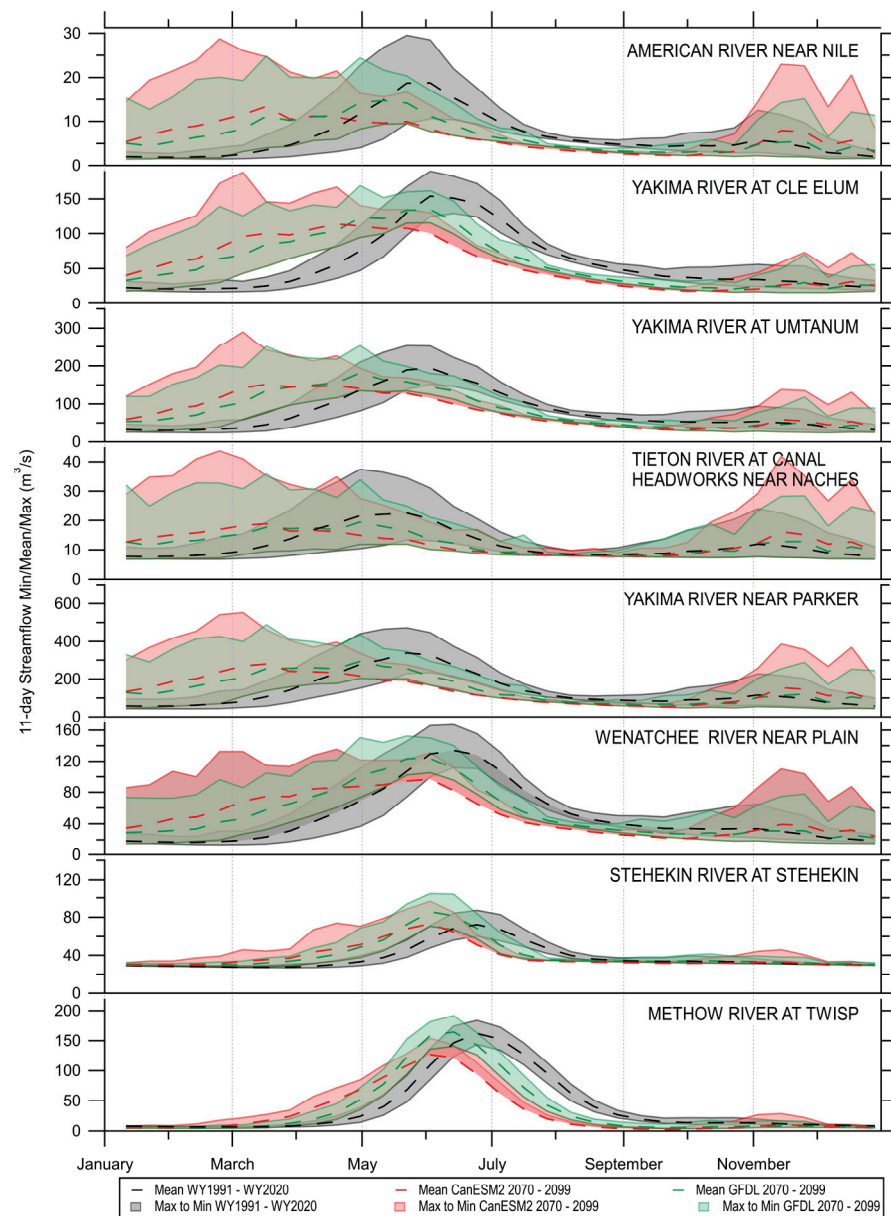 AMERICAN RIVER NEAR NILE
30
20
10
0
YAKIMA RIVER AT CLE ELUM
150
100
50
0
YAKIMA RIVER AT UMTANUM
300
200
100
0
TIETON RIVER AT CANAL
HEADWORKS NEAR NACHES
40
30
20
10
0
YAKIMA RIVER NEAR PARKER
600
400
200
0
WENATCHEE RIVER NEAR PLAIN
160
120
80
40
0
STEHEKIN RIVER AT STEHEKIN
120
80
40
0
METHOW RIVER AT TWISP
200
150
100
50
0
11-day Streamflow Min/Mean/Max (m³/s)
January March May July September November
Mean WY1991 - WY2020 Mean CanESM2 2070 - 2099 Mean GFDL 2070 - 2099
Max to Min WY1991 - WY2020 Max to Min CanESM2 2070 - 2099 Max to Min GFDL 2070 - 2099